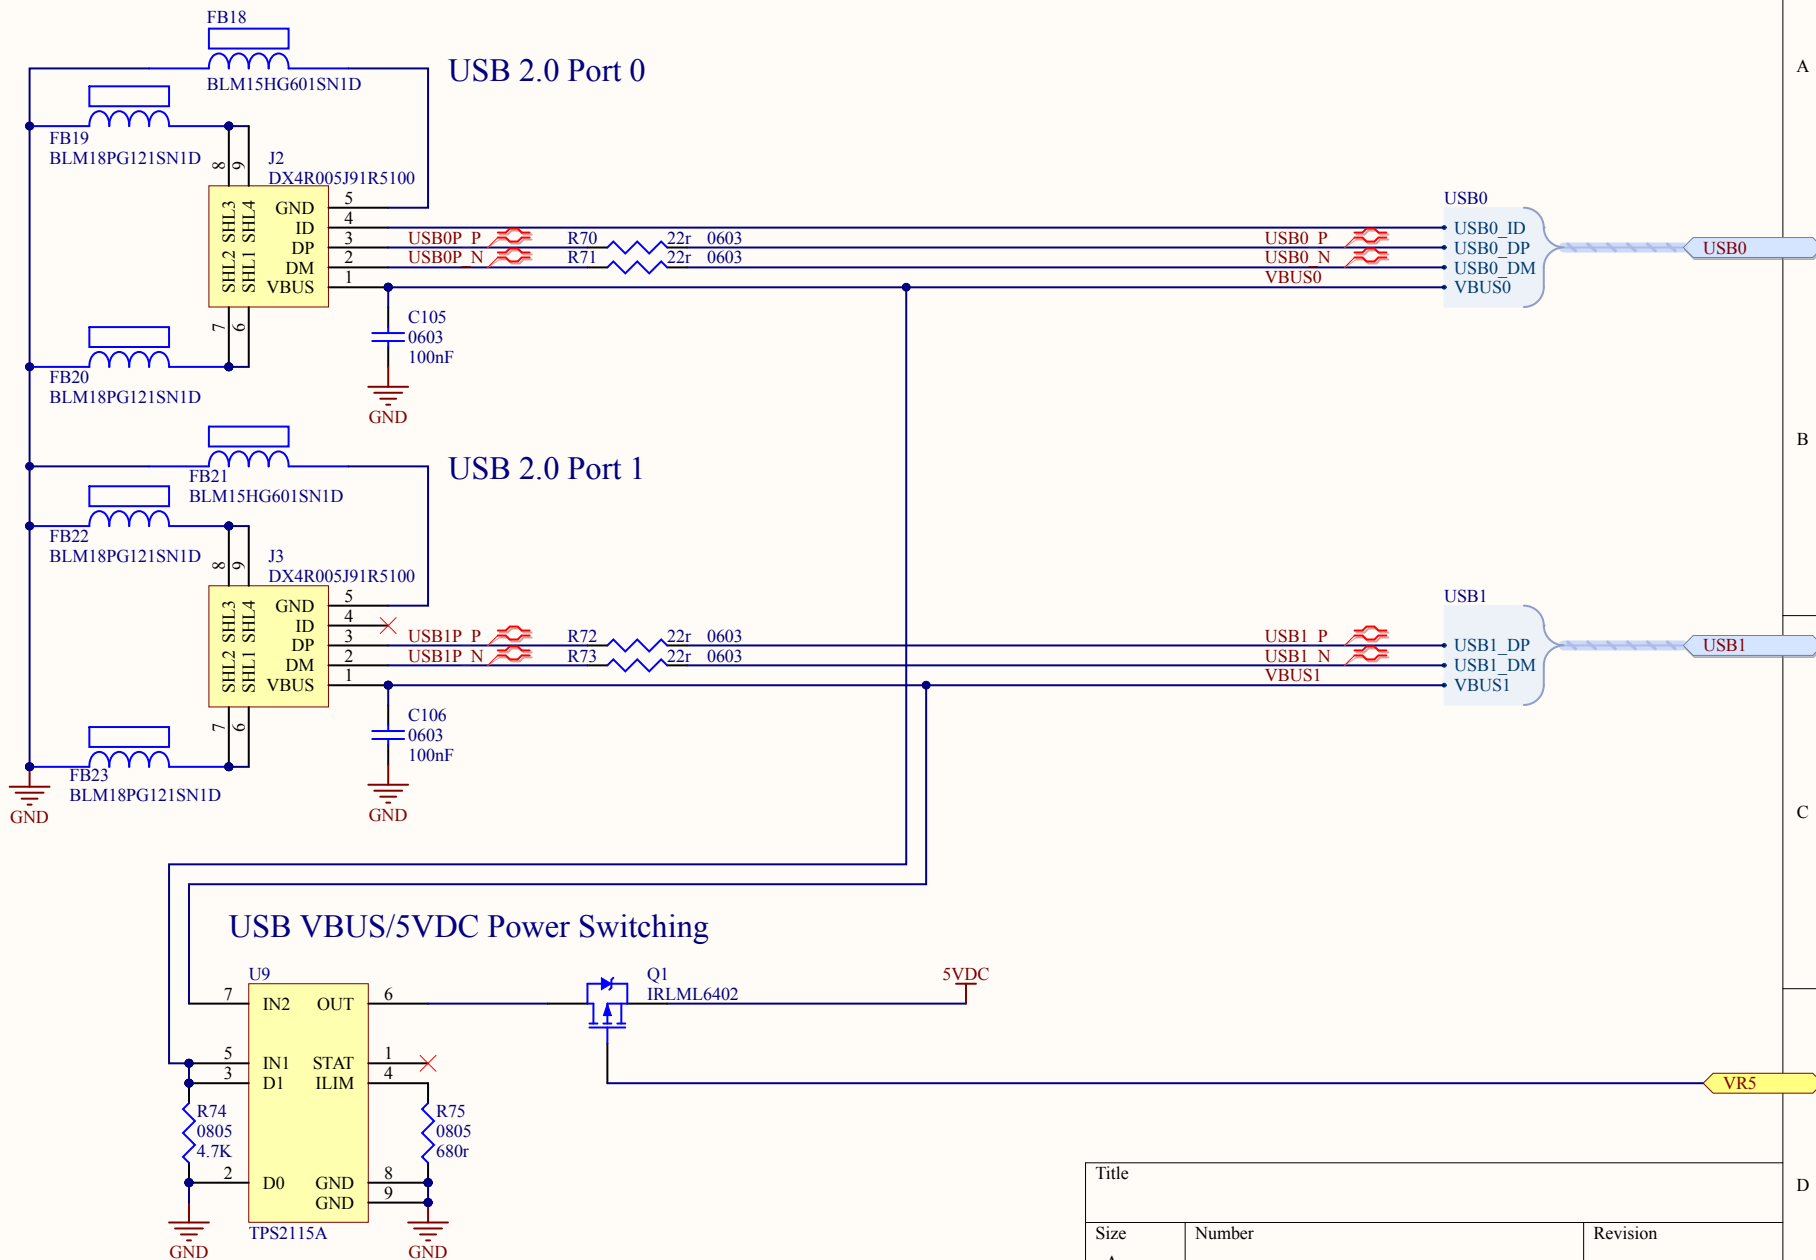 FB18
BLM15HG601SN1D
USB 2.0 Port 0
A
FB19
BLM18PG121SN1D
8
9
J2
DX4R005J91R5100
SHL2 SHL3
SHL1 SHL4
GND 5
ID 4
DP 3
DM 2
VBUS 1
7
6
USB0P_P
USB0P_N
R70 22r 0603
R71 22r 0603
USB0_P
USB0_N
VBUS0
USB0
USB0_ID
USB0_DP
USB0_DM
VBUS0
USB0
C105
0603
100nF
GND
FB20
BLM18PG121SN1D
B
FB21
BLM15HG601SN1D
USB 2.0 Port 1
FB22
BLM18PG121SN1D
8
9
J3
DX4R005J91R5100
SHL2 SHL3
SHL1 SHL4
GND 5
ID 4
DP 3
DM 2
VBUS 1
7
6
USB1P_P
USB1P_N
R72 22r 0603
R73 22r 0603
USB1_P
USB1_N
VBUS1
USB1
USB1_DP
USB1_DM
VBUS1
USB1
C106
0603
100nF
GND
FB23
BLM18PG121SN1D
GND
C
USB VBUS/5VDC Power Switching
U9
7 IN2 OUT 6
5 IN1 STAT 1
3 D1 ILIM 4
2 D0 GND 8
GND 9
TPS2115A
Q1
IRLML6402
5VDC
VR5
R74
0805
4.7K
R75
0805
680r
GND
GND
Title
D
Size
Number
Revision